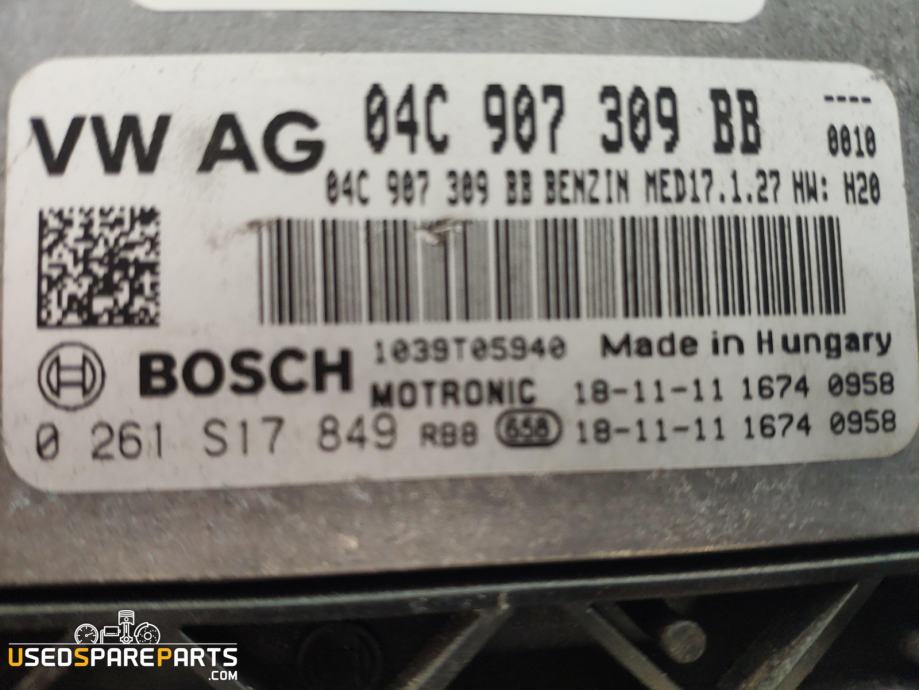 VW AG 04C 907 309 BB ----
0010
04C 907 309 BB BENZIN MED17.1.27 HW: H20
BOSCH 1039T05940 Made in Hungary
MOTRONIC 18-11-11 1674 0958
0 261 S17 849 RB8 658 18-11-11 1674 0958
USEDSPAREPARTS
.COM